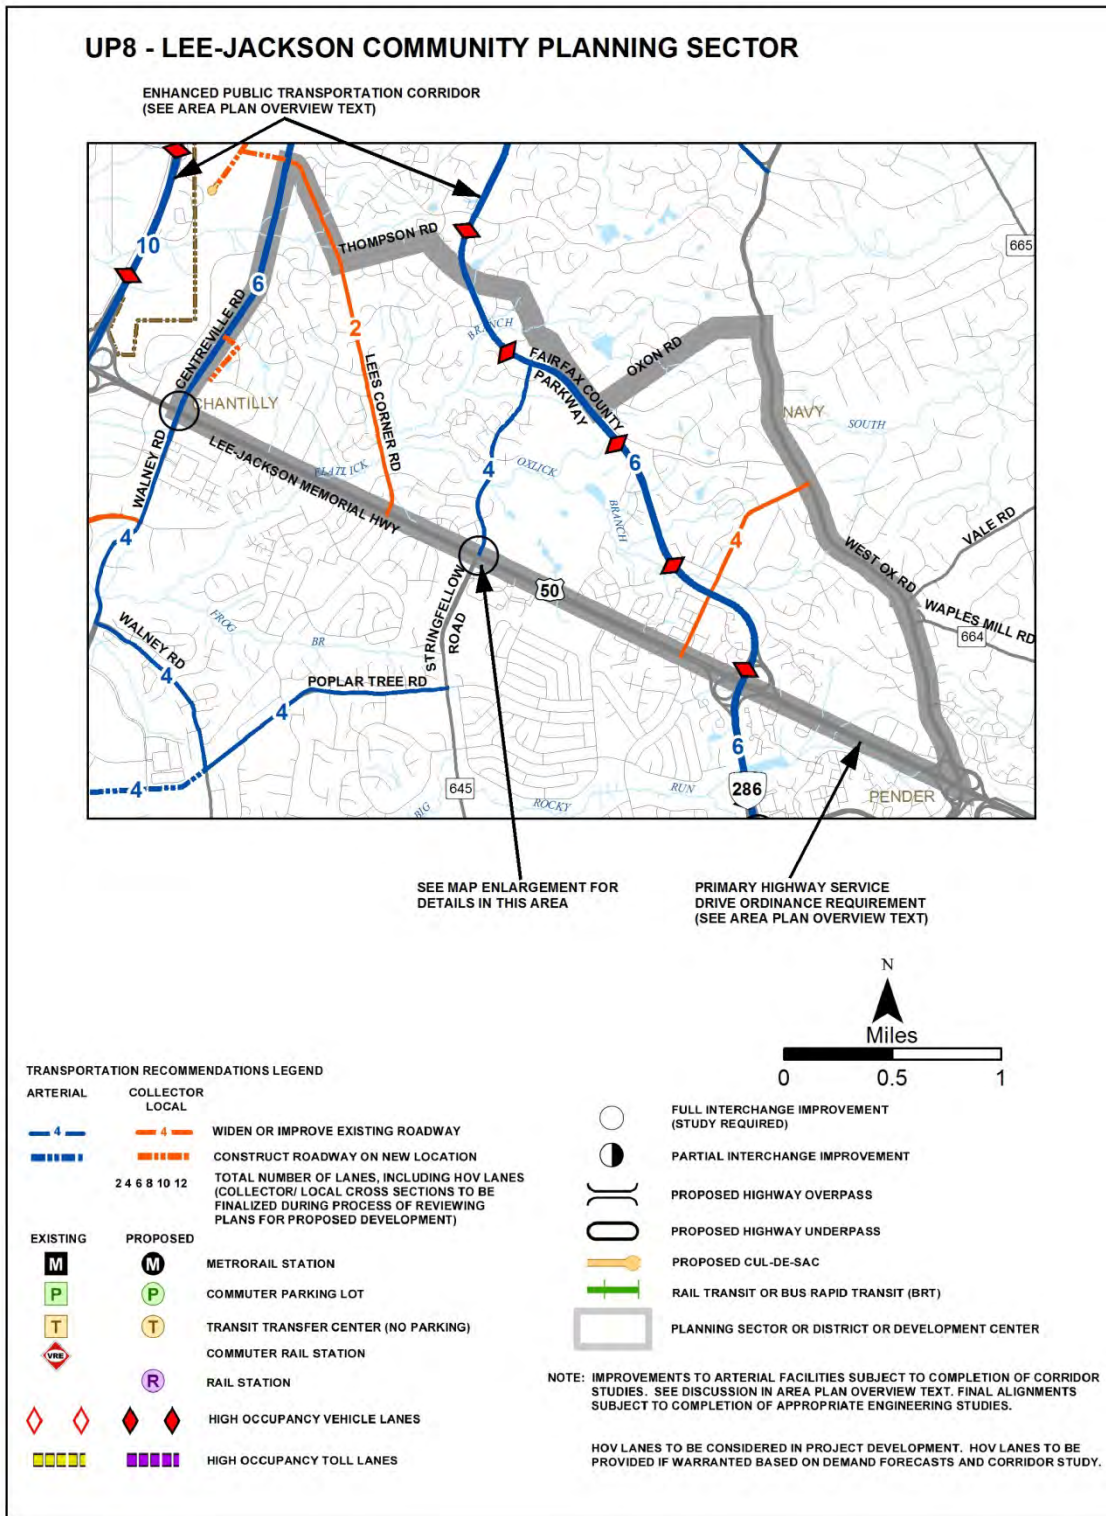 UP8 - LEE-JACKSON COMMUNITY PLANNING SECTOR
ENHANCED PUBLIC TRANSPORTATION CORRIDOR
(SEE AREA PLAN OVERVIEW TEXT)
10
6
THOMPSON RD
665
CENTREVILLE RD
2
BRANCH
LEES CORNER RD
FAIRFAX COUNTY
PARKWAY
OXON RD
CHANTILLY
NAVY
SOUTH
WALNEY RD
LEE-JACKSON MEMORIAL HWY
FLATLICK
4
OXLICK
BRANCH
6
4
4
VALE RD
WEST OX RD
50
WAPLES MILL RD
664
FROG
BR
STRINGFELLOW
ROAD
WALNEY RD
4
POPLAR TREE RD
4
6
4
645
BIG
ROCKY
RUN
286
PENDER
SEE MAP ENLARGEMENT FOR
DETAILS IN THIS AREA
PRIMARY HIGHWAY SERVICE
DRIVE ORDINANCE REQUIREMENT
(SEE AREA PLAN OVERVIEW TEXT)
N
Miles
0 0.5 1
TRANSPORTATION RECOMMENDATIONS LEGEND
ARTERIAL
COLLECTOR
LOCAL
4 4 WIDEN OR IMPROVE EXISTING ROADWAY
CONSTRUCT ROADWAY ON NEW LOCATION
2 4 6 8 10 12 TOTAL NUMBER OF LANES, INCLUDING HOV LANES
(COLLECTOR/ LOCAL CROSS SECTIONS TO BE
FINALIZED DURING PROCESS OF REVIEWING
PLANS FOR PROPOSED DEVELOPMENT)
EXISTING PROPOSED
M M METRORAIL STATION
P P COMMUTER PARKING LOT
T T TRANSIT TRANSFER CENTER (NO PARKING)
VRE COMMUTER RAIL STATION
R RAIL STATION
HIGH OCCUPANCY VEHICLE LANES
HIGH OCCUPANCY TOLL LANES
FULL INTERCHANGE IMPROVEMENT
(STUDY REQUIRED)
PARTIAL INTERCHANGE IMPROVEMENT
PROPOSED HIGHWAY OVERPASS
PROPOSED HIGHWAY UNDERPASS
PROPOSED CUL-DE-SAC
RAIL TRANSIT OR BUS RAPID TRANSIT (BRT)
PLANNING SECTOR OR DISTRICT OR DEVELOPMENT CENTER
NOTE: IMPROVEMENTS TO ARTERIAL FACILITIES SUBJECT TO COMPLETION OF CORRIDOR
STUDIES. SEE DISCUSSION IN AREA PLAN OVERVIEW TEXT. FINAL ALIGNMENTS
SUBJECT TO COMPLETION OF APPROPRIATE ENGINEERING STUDIES.
HOV LANES TO BE CONSIDERED IN PROJECT DEVELOPMENT. HOV LANES TO BE
PROVIDED IF WARRANTED BASED ON DEMAND FORECASTS AND CORRIDOR STUDY.